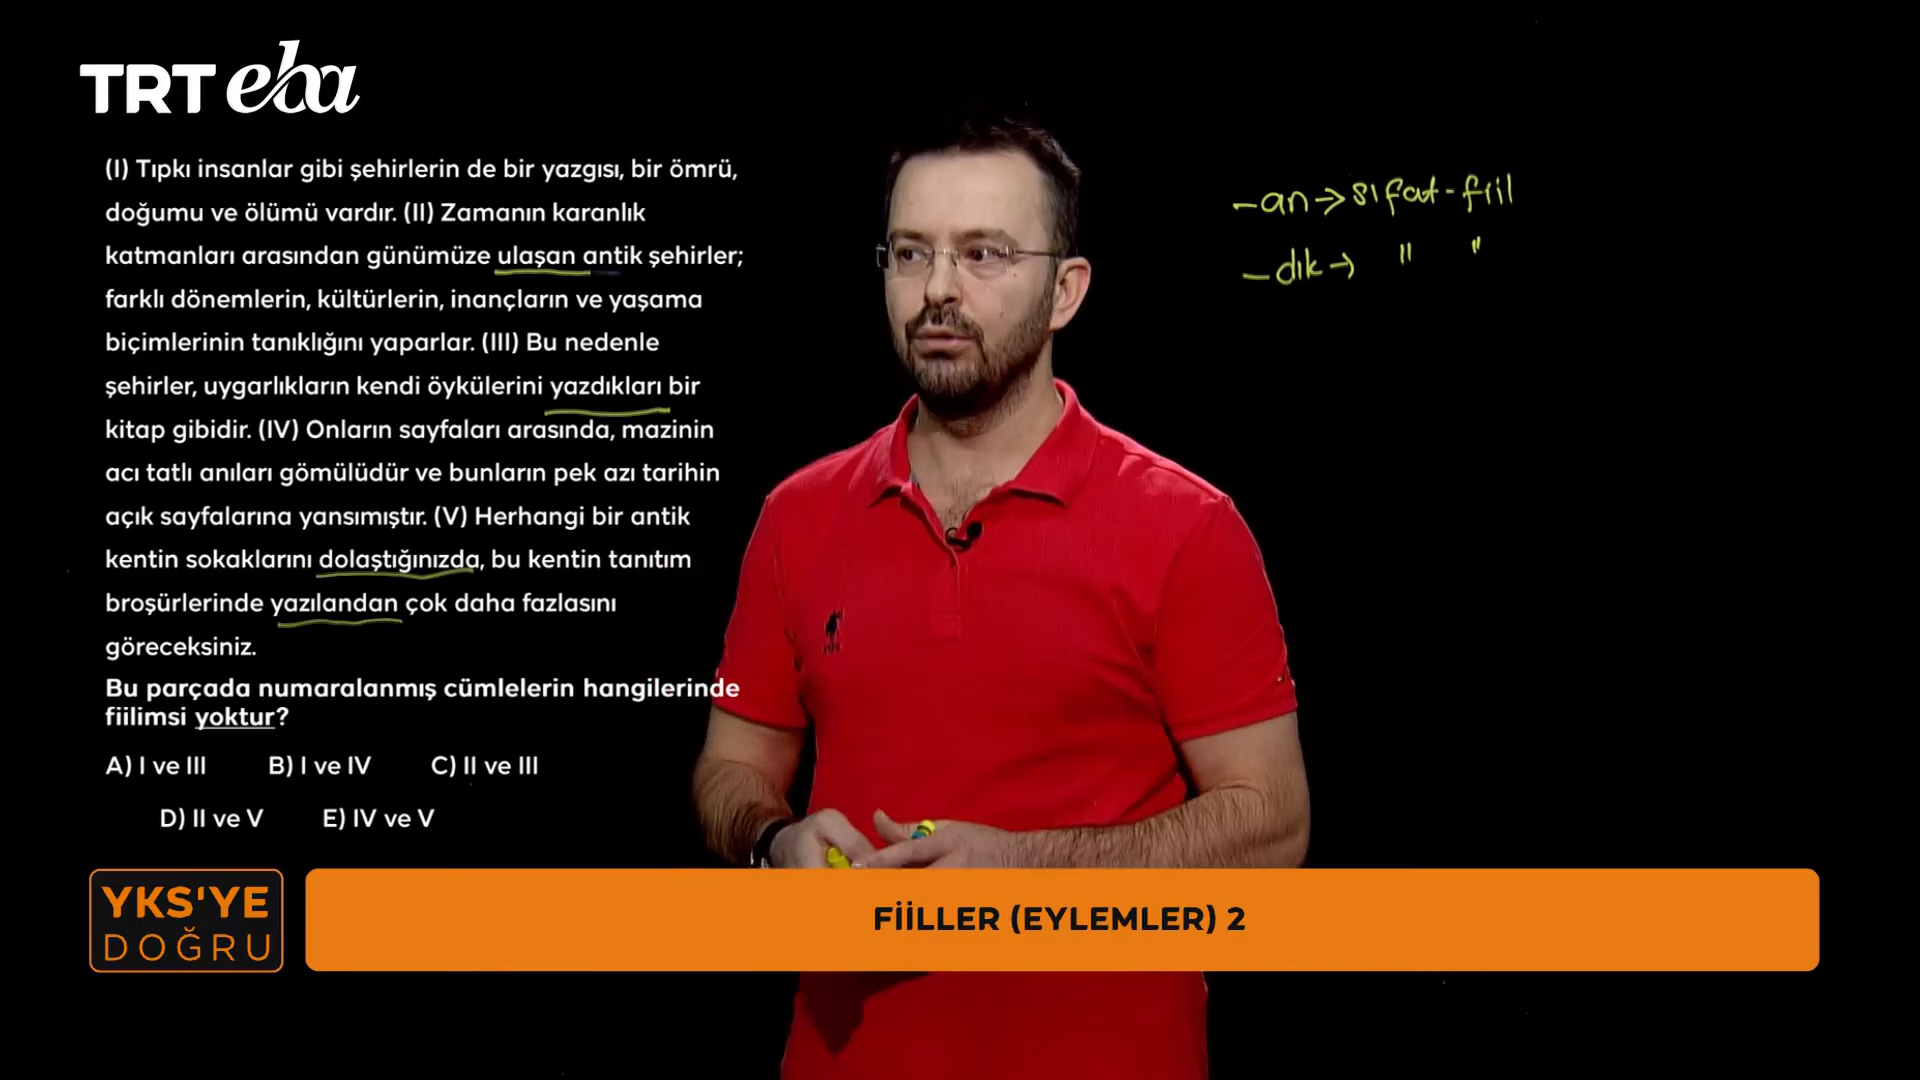 TRT eba
(I) Tıpkı insanlar gibi şehirlerin de bir yazgısı, bir ömrü,
doğumu ve ölümü vardır. (II) Zamanın karanlık
katmanları arasından günümüze ulaşan antik şehirler;
farklı dönemlerin, kültürlerin, inançların ve yaşama
biçimlerinin tanıklığını yaparlar. (III) Bu nedenle
şehirler, uygarlıkların kendi öykülerini yazdıkları bir
kitap gibidir. (IV) Onların sayfaları arasında, mazinin
acı tatlı anıları gömülüdür ve bunların pek azı tarihin
açık sayfalarına yansımıştır. (V) Herhangi bir antik
kentin sokaklarını dolaştığınızda, bu kentin tanıtım
broşürlerinde yazılandan çok daha fazlasını
göreceksiniz.
Bu parçada numaralanmış cümlelerin hangilerinde
fiilimsi yoktur?
A) I ve III B) I ve IV C) II ve III
D) II ve V E) IV ve V
-an → sıfat-fiil
-dık → " "
YKS'YE
DOĞRU
FİİLLER (EYLEMLER) 2